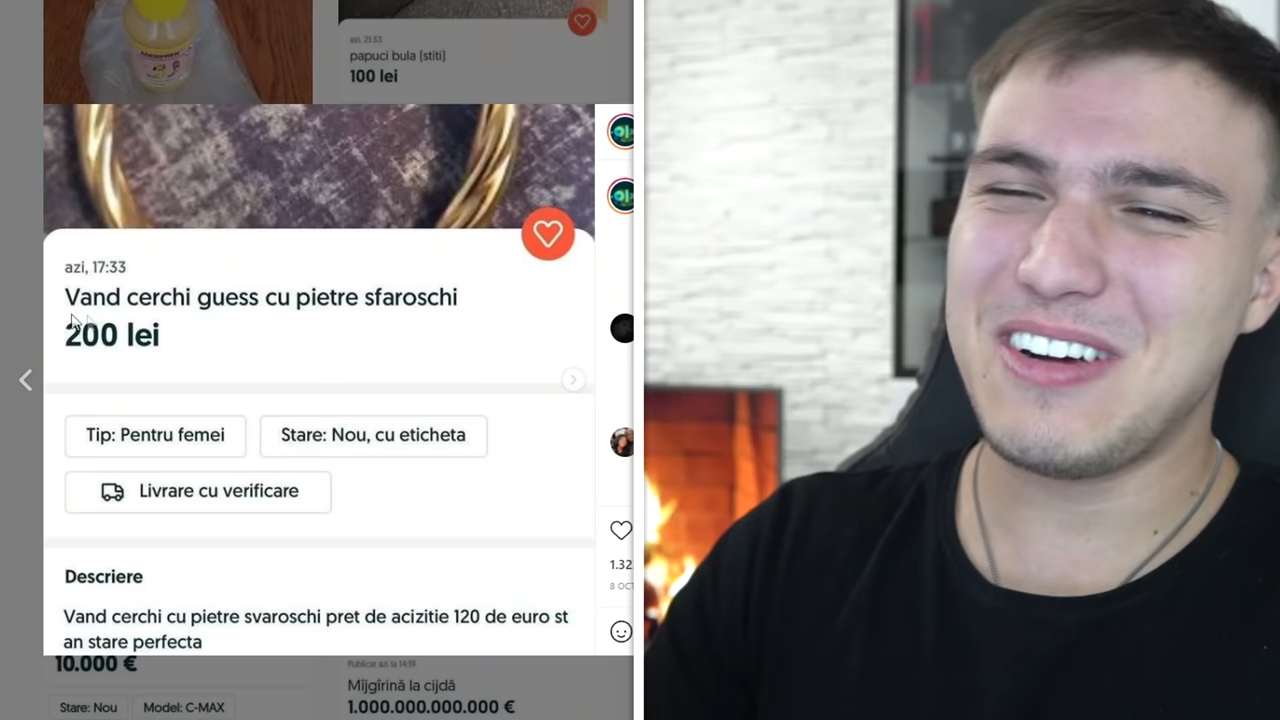 azi, 21:33
papuci bula [stiti]
100 lei
azi, 17:33
Vand cerchi guess cu pietre sfaroschi
200 lei
Tip: Pentru femei
Stare: Nou, cu eticheta
Livrare cu verificare
Descriere
Vand cerchi cu pietre svaroschi pret de acizitie 120 de euro st
an stare perfecta
1.32
8 OCT
10.000 €
Stare: Nou
Model: C-MAX
Publicat azi la 14:19
Mîjgîrînă la cijdă
1.000.000.000.000 €